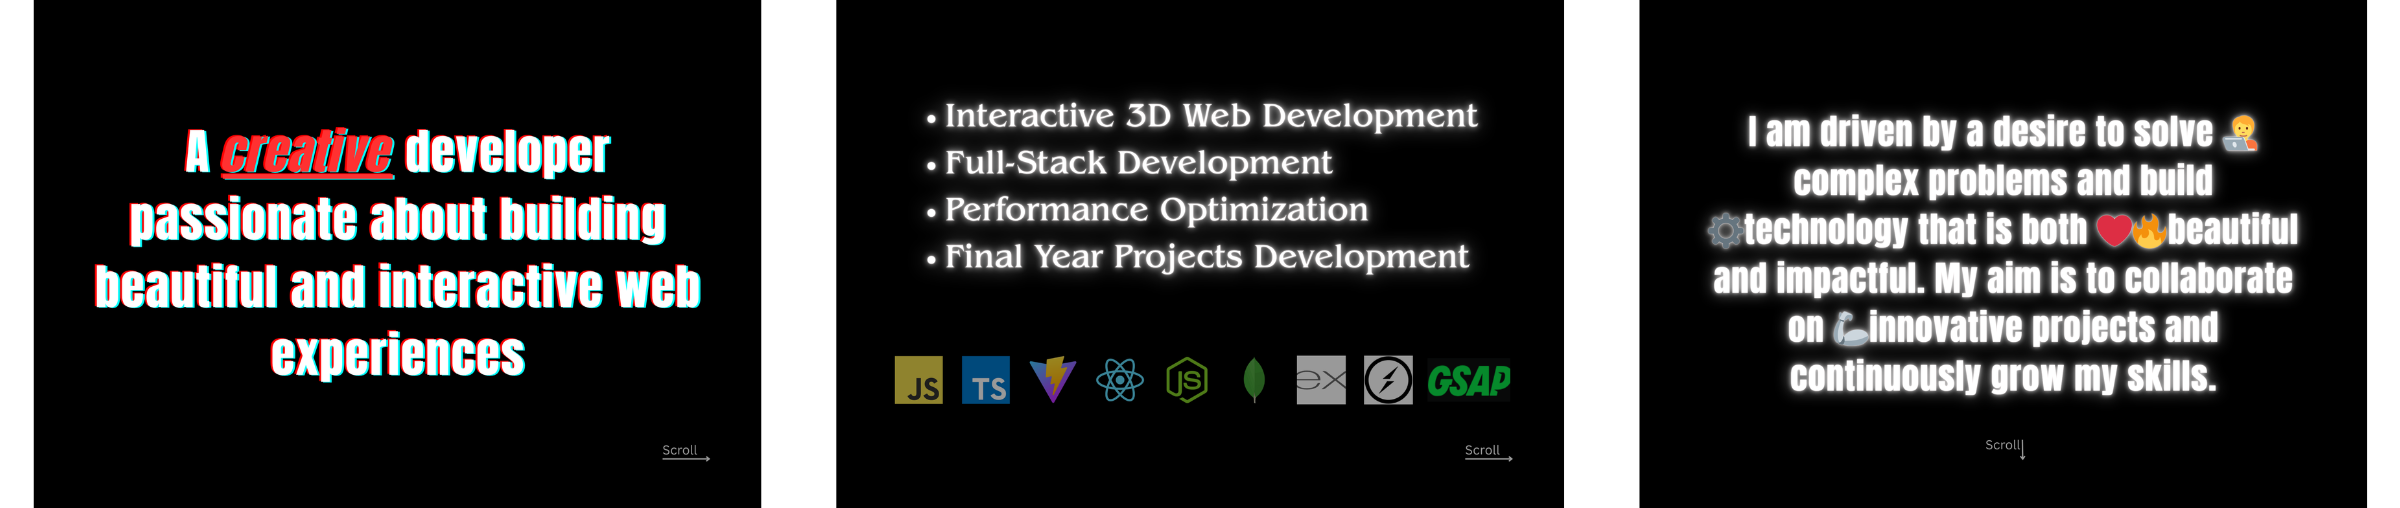 A creative developer
passionate about building
beautiful and interactive web
experiences
Scroll
• Interactive 3D Web Development
• Full-Stack Development
• Performance Optimization
• Final Year Projects Development
JS TS JS ex GSAP
Scroll
I am driven by a desire to solve 🧑‍💻
complex problems and build
⚙️technology that is both ❤️🔥beautiful
and impactful. My aim is to collaborate
on 🦾innovative projects and
continuously grow my skills.
Scroll